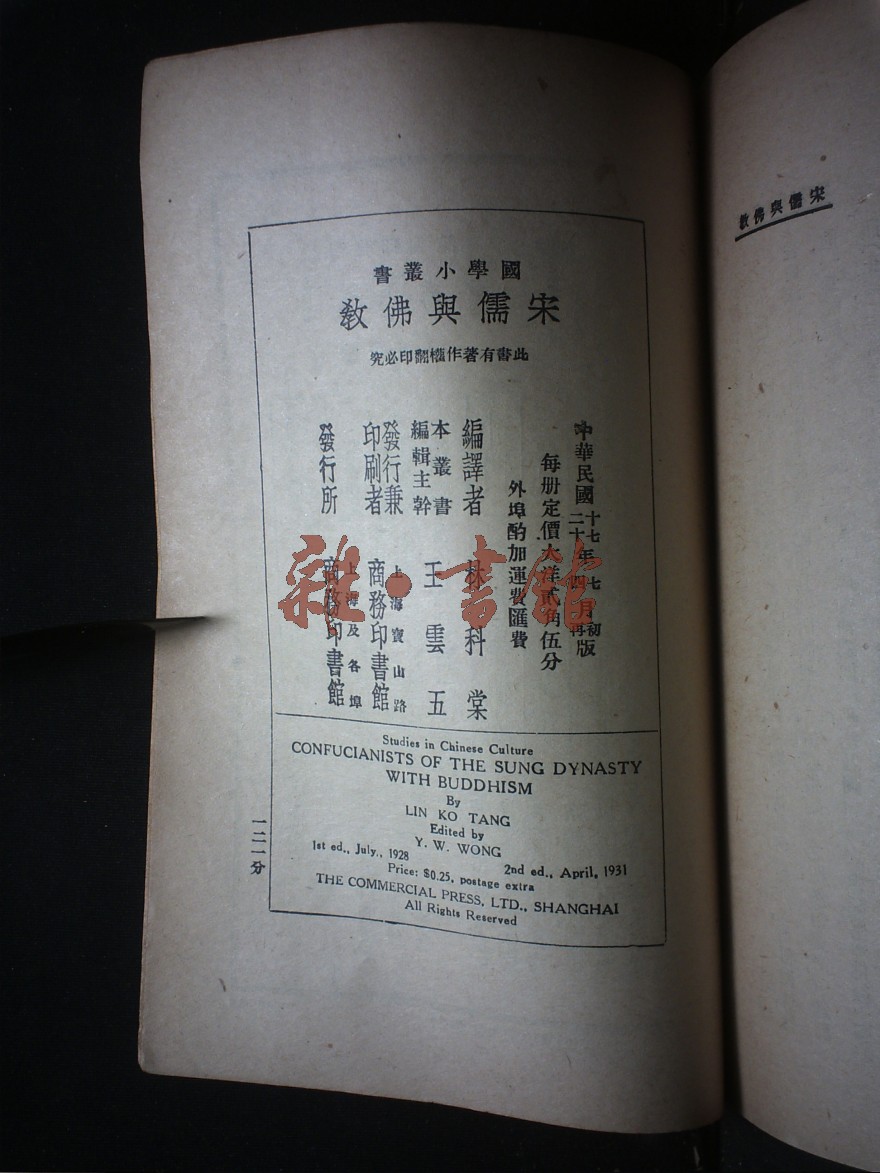 國學小叢書
宋儒與佛教
此書有著作權翻印必究
中華民國十七年七月初版
二十年四月再版
每册定價大洋貳角伍分
外埠酌加運費匯費
編譯者 林科棠
本叢書編輯主幹 王雲五
發行兼印刷者 上海寶山路 商務印書館
發行所 上海及各埠 商務印書館
Studies in Chinese Culture
CONFUCIANISTS OF THE SUNG DYNASTY
WITH BUDDHISM
By
LIN KO TANG
Edited by
Y. W. WONG
1st ed., July., 1928 2nd ed., April, 1931
Price: $0.25, postage extra
THE COMMERCIAL PRESS, LTD., SHANGHAI
All Rights Reserved
一二一分
宋儒與佛教
雜·書館